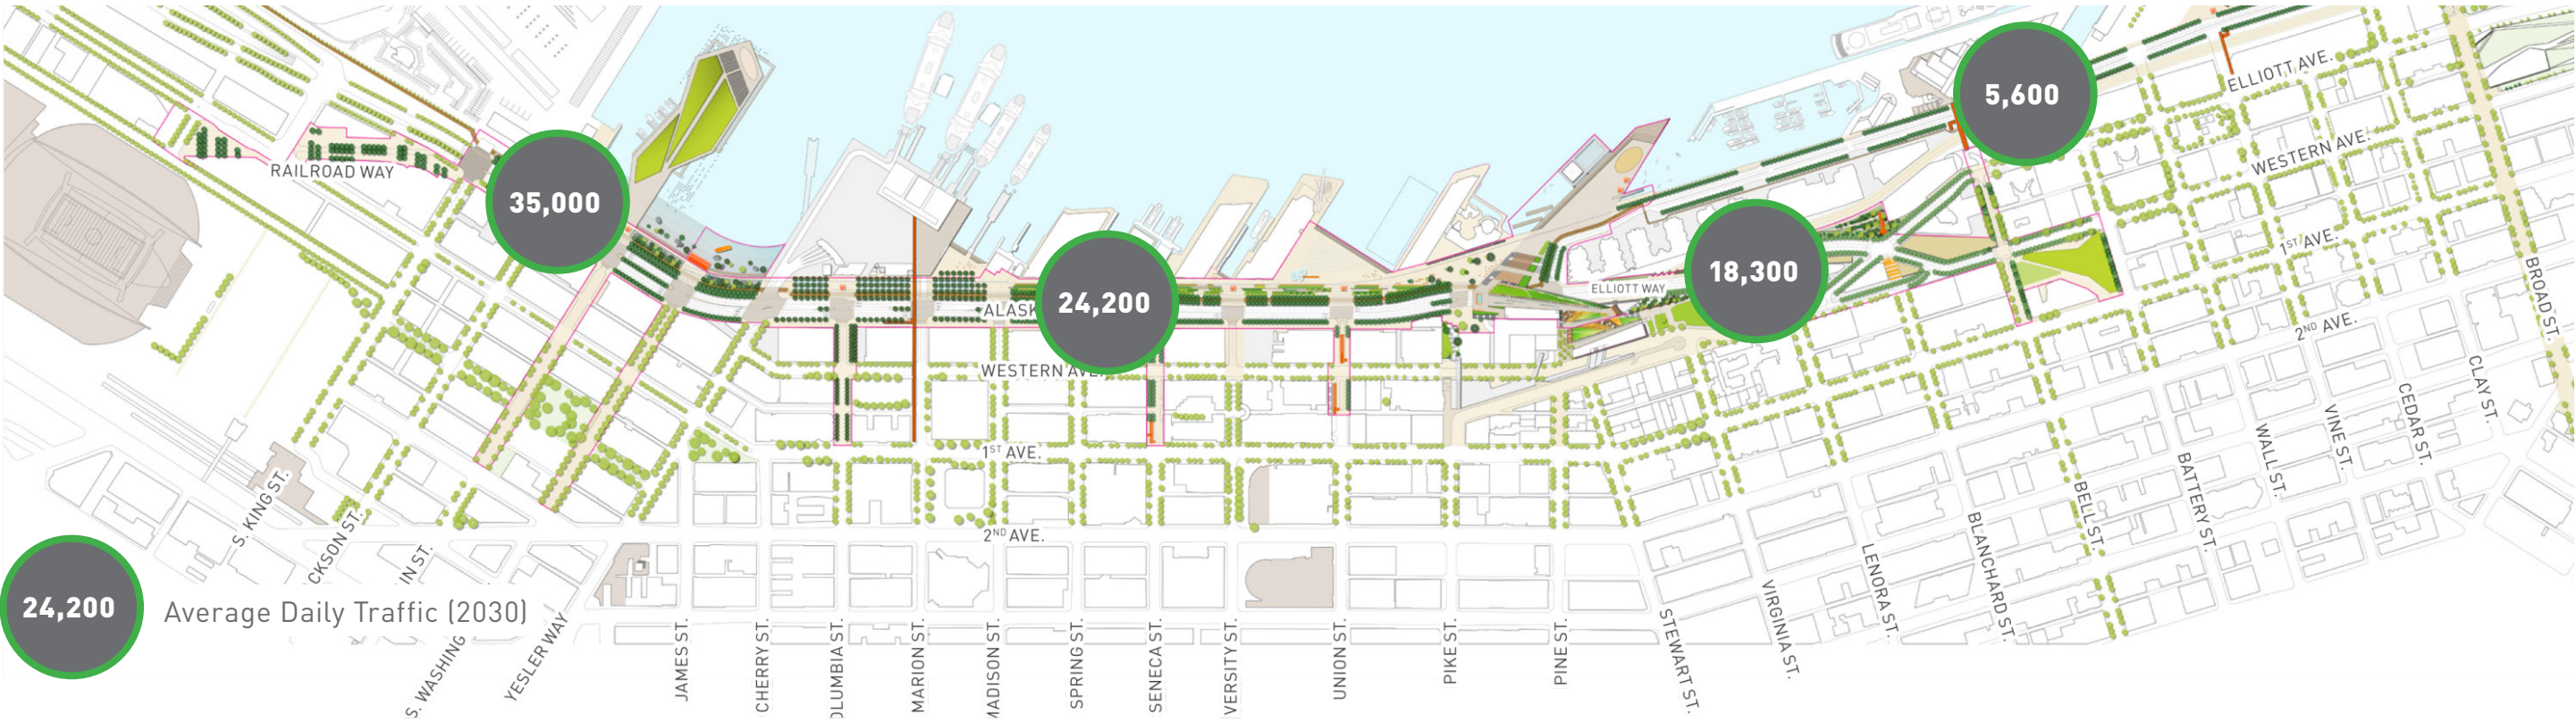 5,600
ELLIOTT AVE.
WESTERN AVE.
RAILROAD WAY
35,000
18,300
1ST AVE.
24,200
ELLIOTT WAY
ALASK
BROAD ST.
2ND AVE.
WESTERN AVE.
CLAY ST.
CEDAR ST.
VINE ST.
WALL ST.
1ST AVE.
BATTERY ST.
BELL ST.
S. KING ST.
CKSON ST.
2ND AVE.
BLANCHARD ST.
LENORA ST.
IN ST.
24,200
Average Daily Traffic (2030)
S. WASHING
YESLER WAY
JAMES ST.
CHERRY ST.
OLUMBIA ST.
MARION ST.
MADISON ST.
SPRING ST.
SENECA ST.
VERSITY ST.
UNION ST.
PIKE ST.
PINE ST.
STEWART ST.
VIRGINIA ST.